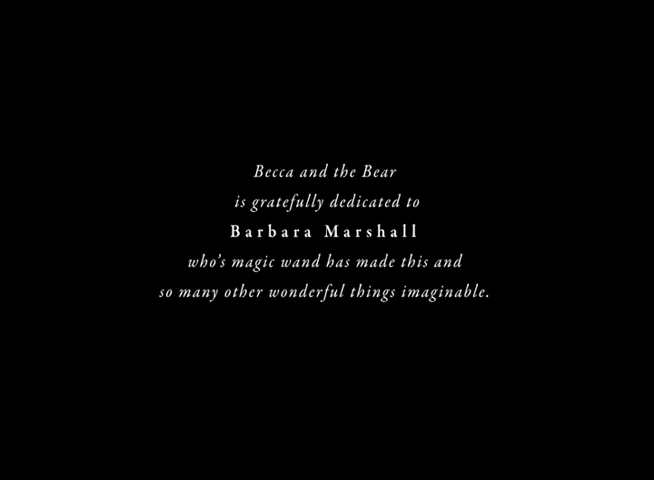 Becca and the Bear
is gratefully dedicated to
Barbara Marshall
who's magic wand has made this and
so many other wonderful things imaginable.